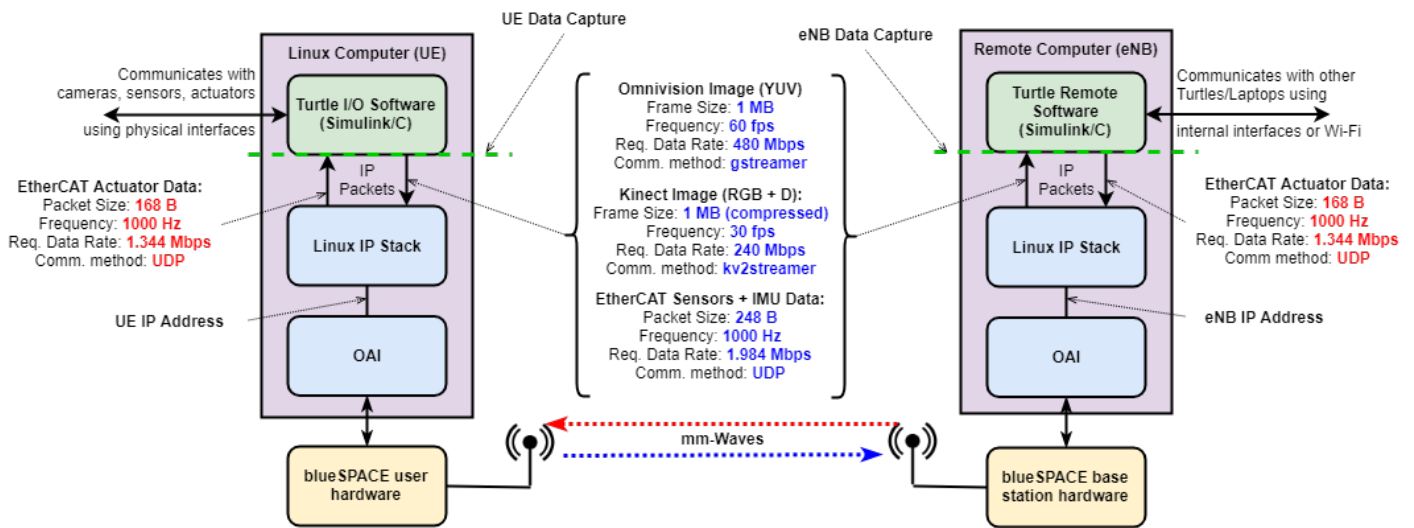 UE Data Capture
eNB Data Capture
Linux Computer (UE)
Communicates with
cameras, sensors, actuators
using physical interfaces
Turtle I/O Software
(Simulink/C)
IP
Packets
EtherCAT Actuator Data:
Packet Size: 168 B
Frequency: 1000 Hz
Req. Data Rate: 1.344 Mbps
Comm. method: UDP
Linux IP Stack
UE IP Address
OAI
blueSPACE user
hardware
Omnivision Image (YUV)
Frame Size: 1 MB
Frequency: 60 fps
Req. Data Rate: 480 Mbps
Comm. method: gstreamer
Kinect Image (RGB + D):
Frame Size: 1 MB (compressed)
Frequency: 30 fps
Req. Data Rate: 240 Mbps
Comm. method: kv2streamer
EtherCAT Sensors + IMU Data:
Packet Size: 248 B
Frequency: 1000 Hz
Req. Data Rate: 1.984 Mbps
Comm. method: UDP
mm-Waves
Remote Computer (eNB)
Turtle Remote
Software
(Simulink/C)
Communicates with other
Turtles/Laptops using
internal interfaces or Wi-Fi
IP
Packets
EtherCAT Actuator Data:
Packet Size: 168 B
Frequency: 1000 Hz
Req. Data Rate: 1.344 Mbps
Comm method: UDP
Linux IP Stack
eNB IP Address
OAI
blueSPACE base
station hardware